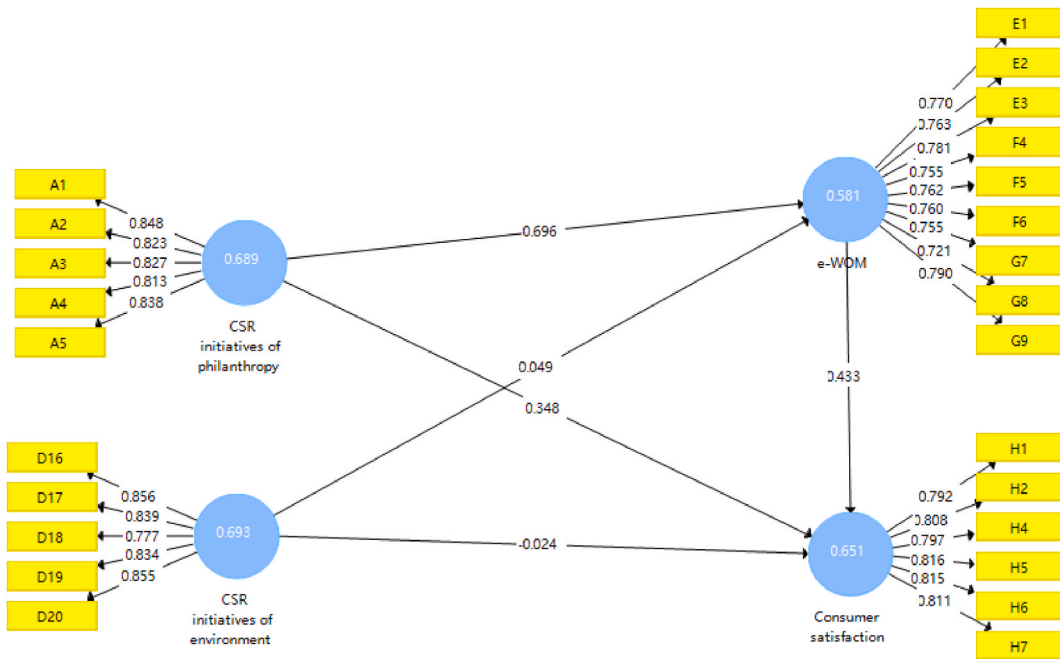 E1
E2
E3
F4
F5
F6
G7
G8
G9
0.770
0.763
0.781
0.755
0.762
0.760
0.755
0.721
0.790
0.581
e-WOM
A1
A2
A3
A4
A5
0.848
0.823
0.827
0.813
0.838
0.689
CSR
initiatives of
philanthropy
0.696
0.049
0.348
0.433
-0.024
D16
D17
D18
D19
D20
0.856
0.839
0.777
0.834
0.855
0.693
CSR
initiatives of
environment
0.651
Consumer
satisfaction
0.792
0.808
0.797
0.816
0.815
0.811
H1
H2
H4
H5
H6
H7